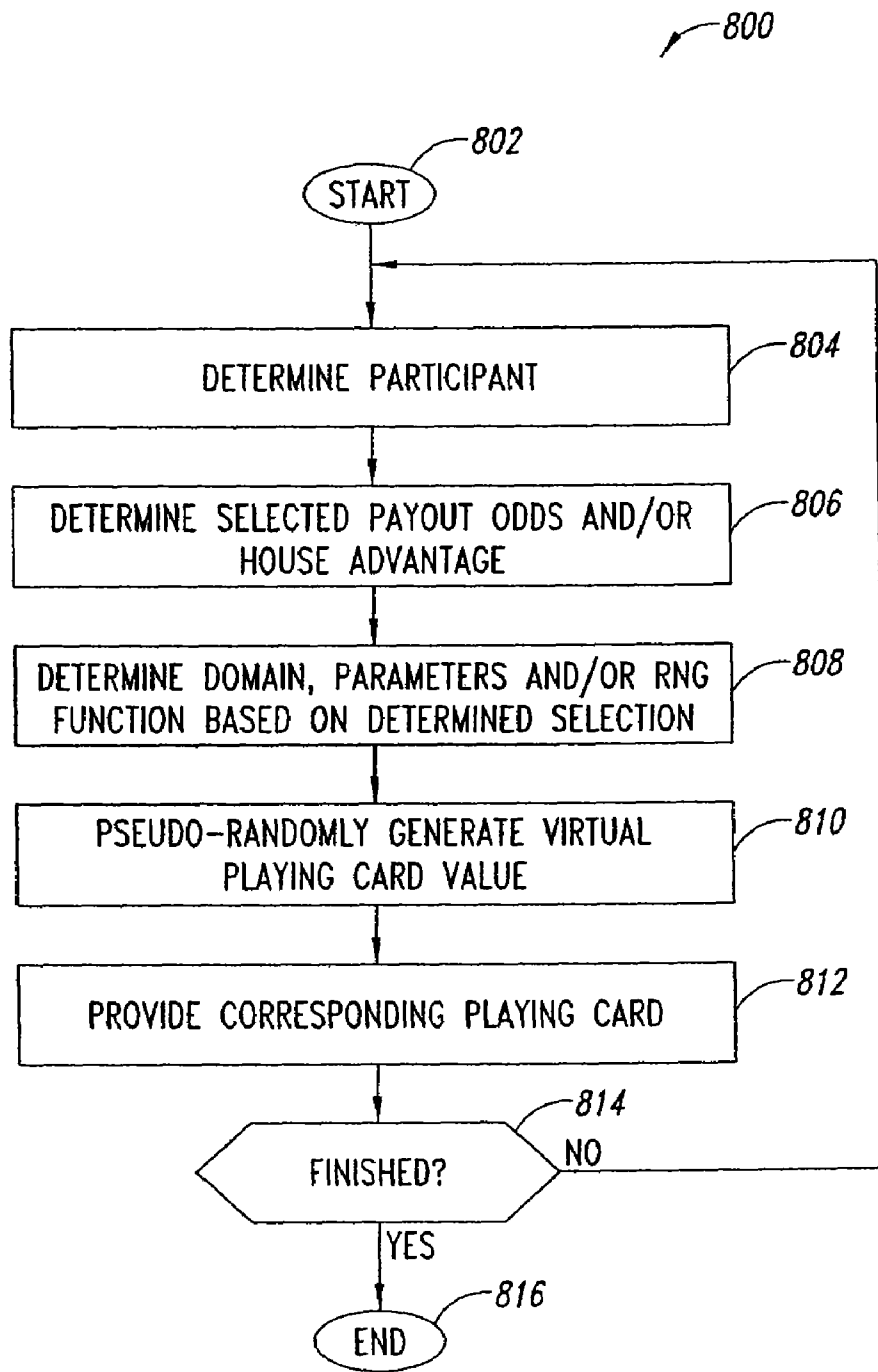 800
802
START
804
DETERMINE PARTICIPANT
806
DETERMINE SELECTED PAYOUT ODDS AND/OR
HOUSE ADVANTAGE
808
DETERMINE DOMAIN, PARAMETERS AND/OR RNG
FUNCTION BASED ON DETERMINED SELECTION
810
PSEUDO-RANDOMLY GENERATE VIRTUAL
PLAYING CARD VALUE
812
PROVIDE CORRESPONDING PLAYING CARD
814
FINISHED?
NO
YES
816
END